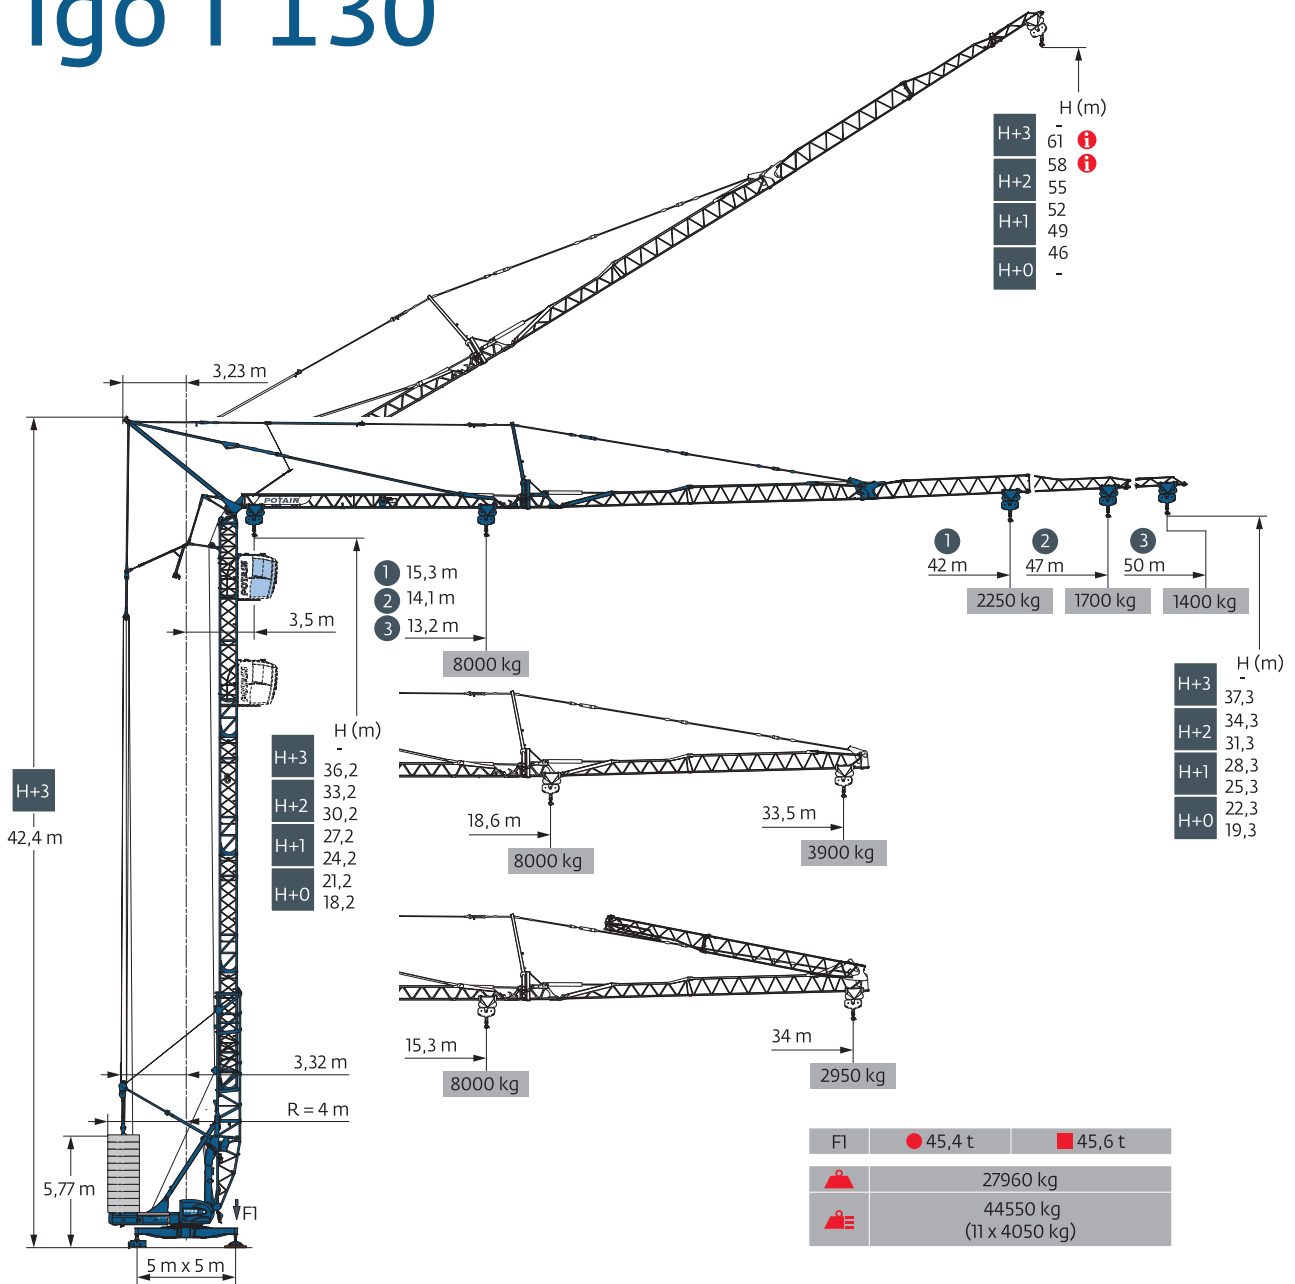 Igo T 130
H (m)
H+3
-
61
58
H+2
55
52
H+1
49
46
H+0
-
3,23 m
POTAIN
POTAIN
POTAIN
1 15,3 m
2 14,1 m
3 13,2 m
8000 kg
3,5 m
1
42 m
2250 kg
2
47 m
1700 kg
3
50 m
1400 kg
H (m)
H+3
-
37,3
34,3
H+2
31,3
28,3
H+1
25,3
22,3
H+0
19,3
H (m)
H+3
-
36,2
33,2
H+2
30,2
27,2
H+1
24,2
21,2
H+0
18,2
H+3
42,4 m
18,6 m
8000 kg
33,5 m
3900 kg
15,3 m
8000 kg
34 m
2950 kg
3,32 m
R = 4 m
5,77 m
F1
5 m x 5 m
F1 45,4 t 45,6 t
27960 kg
44550 kg
(11 x 4050 kg)